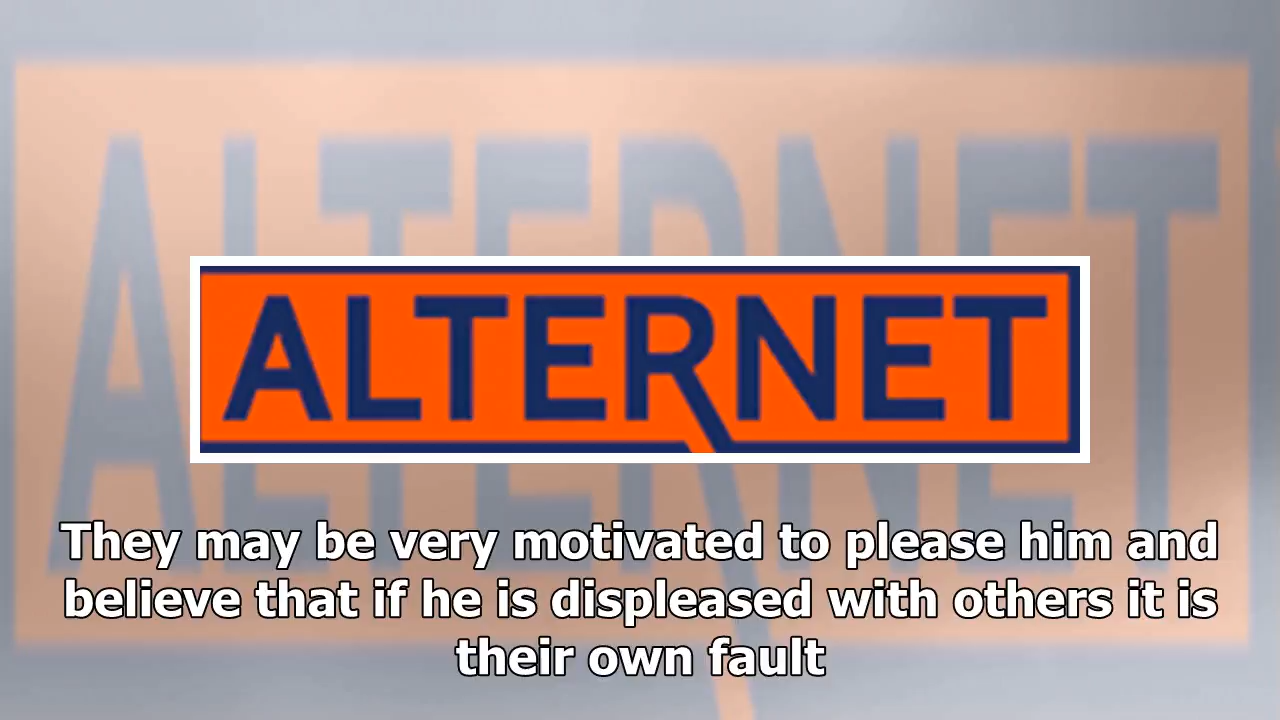 ALTERNET
ALTERNET
They may be very motivated to please him and
believe that if he is displeased with others it is
their own fault